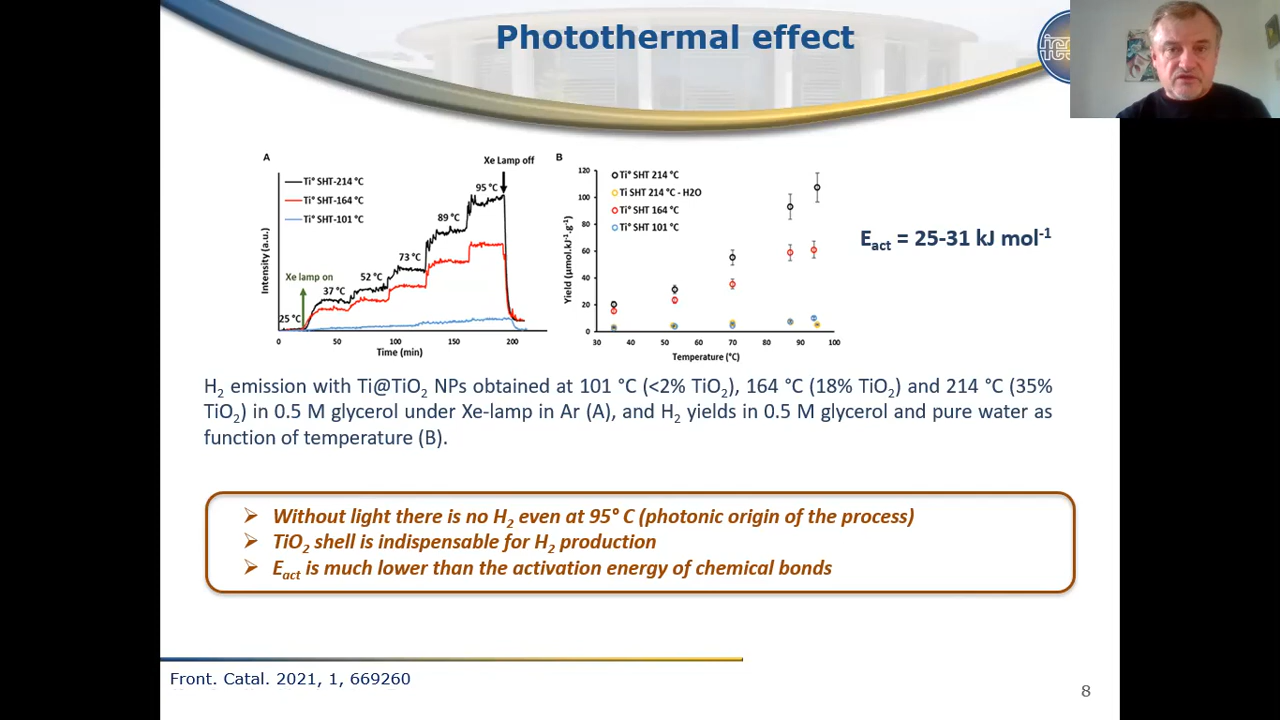 Photothermal effect
A
Xe Lamp off
Ti° SHT-214 °C
Ti° SHT-164 °C
Ti° SHT-101 °C
95 °C
89 °C
73 °C
52 °C
37 °C
Xe lamp on
25 °C
Intensity (a.u.)
0 50 100 150 200
Time (min)
B
120
100
80
60
40
20
0
Ti° SHT 214 °C
Ti SHT 214 °C - H2O
Ti° SHT 164 °C
Ti° SHT 101 °C
Yield (µmol.kJ⁻¹.g⁻¹)
30 40 50 60 70 80 90 100
Temperature (°C)
E_act = 25-31 kJ mol⁻¹
H₂ emission with Ti@TiO₂ NPs obtained at 101 °C (<2% TiO₂), 164 °C (18% TiO₂) and 214 °C (35%
TiO₂) in 0.5 M glycerol under Xe-lamp in Ar (A), and H₂ yields in 0.5 M glycerol and pure water as
function of temperature (B).
➢ Without light there is no H₂ even at 95° C (photonic origin of the process)
➢ TiO₂ shell is indispensable for H₂ production
➢ E_act is much lower than the activation energy of chemical bonds
Front. Catal. 2021, 1, 669260
8